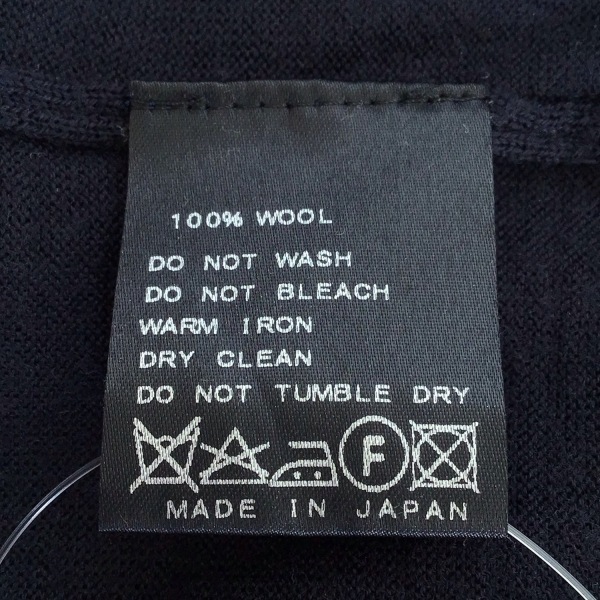 100% WOOL
DO NOT WASH
DO NOT BLEACH
WARM IRON
DRY CLEAN
DO NOT TUMBLE DRY
F
MADE IN JAPAN